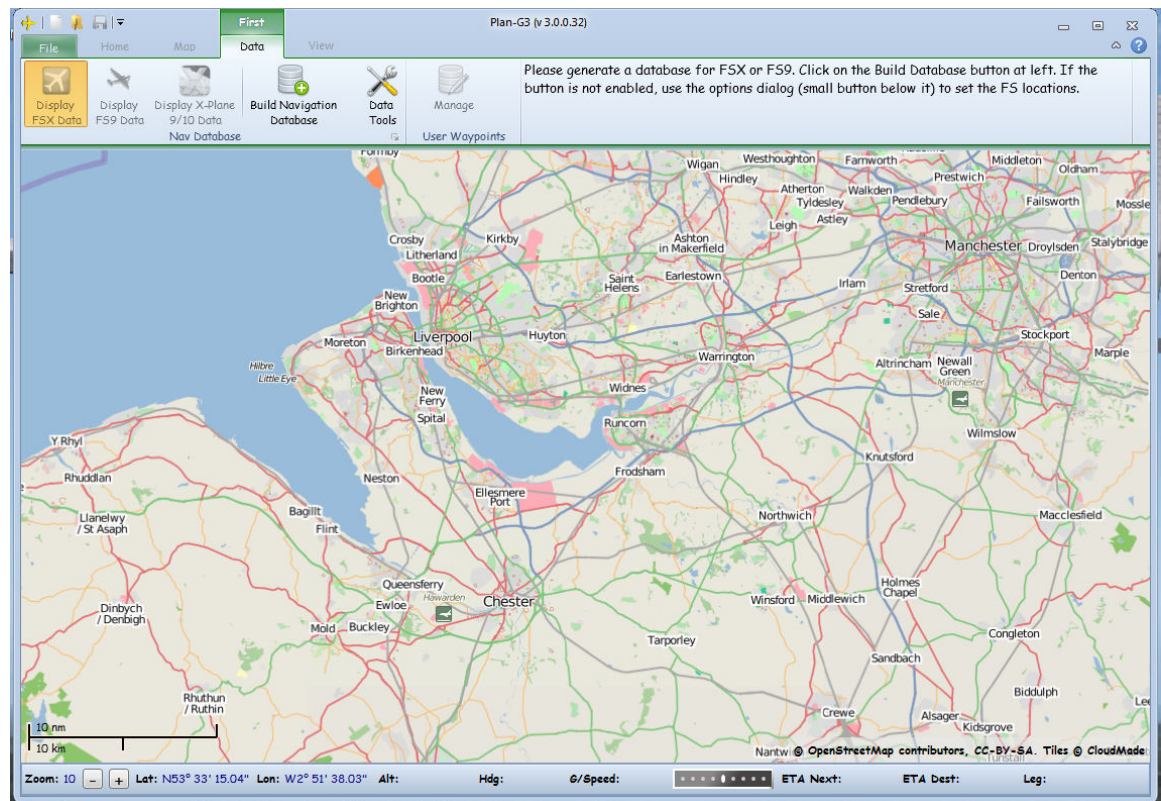 First
Plan-G3 (v 3.0.0.32)
File
Home
Map
Data
View
Display
FSX Data
Display
FS9 Data
Display X-Plane
9/10 Data
Build Navigation
Database
Data
Tools
Manage
Nav Database
User Waypoints
Please generate a database for FSX or FS9. Click on the Build Database button at left. If the
button is not enabled, use the options dialog (small button below it) to set the FS locations.
Formby
Wigan
Westhoughton
Farnworth
Middleton
Oldham
Hindley
Prestwich
Atherton
Walkden
Tyldesley
Pendlebury
Failsworth
Mossle
Leigh
Astley
Crosby
Kirkby
Ashton
in Makerfield
Manchester
Droylsden
Stalybridge
Litherland
Bootle
Saint
Helens
Earlestown
Irlam
Stretford
Denton
New
Brighton
Sale
Liverpool
Huyton
Stockport
Moreton
Birkenhead
Warrington
Altrincham
Newall
Green
Marple
Hilbre
Little Eye
Manchester
New
Ferry
Widnes
Spital
Runcorn
Wilmslow
Y Rhyl
Knutsford
Rhuddlan
Neston
Frodsham
Ellesmere
Port
Llanelwy
/ St Asaph
Bagillt
Flint
Northwich
Macclesfield
Queensferry
Hawarden
Ewloe
Chester
Holmes
Chapel
Winsford
Middlewich
Dinbych
/ Denbigh
Mold
Buckley
Tarporley
Congleton
Sandbach
Rhuthun
/ Ruthin
Biddulph
Lee
Crewe
Alsager
Kidsgrove
10 nm
10 km
Nantwi
© OpenStreetMap contributors, CC-BY-SA. Tiles © CloudMade
Tunstall
Zoom: 10 - + Lat: N53° 33' 15.04" Lon: W2° 51' 38.03" Alt: Hdg: G/Speed: ETA Next: ETA Dest: Leg: